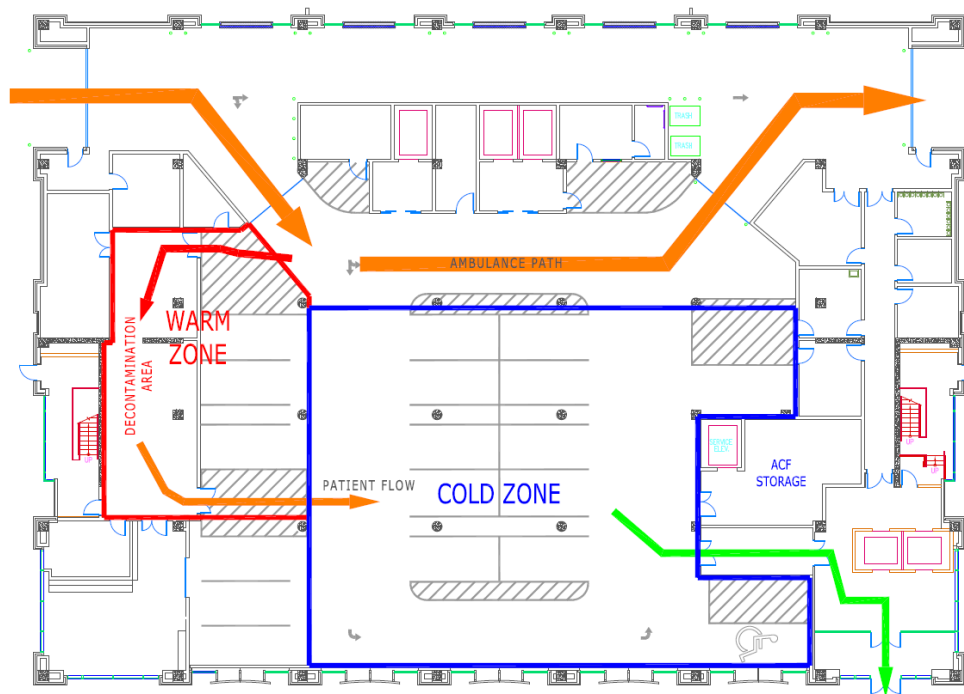 TRASH
TRASH
AMBULANCE PATH
WARM
ZONE
DECONTAMINATION
AREA
UP
SERVICE
ELEV.
ACF
STORAGE
UP
PATIENT FLOW
COLD ZONE